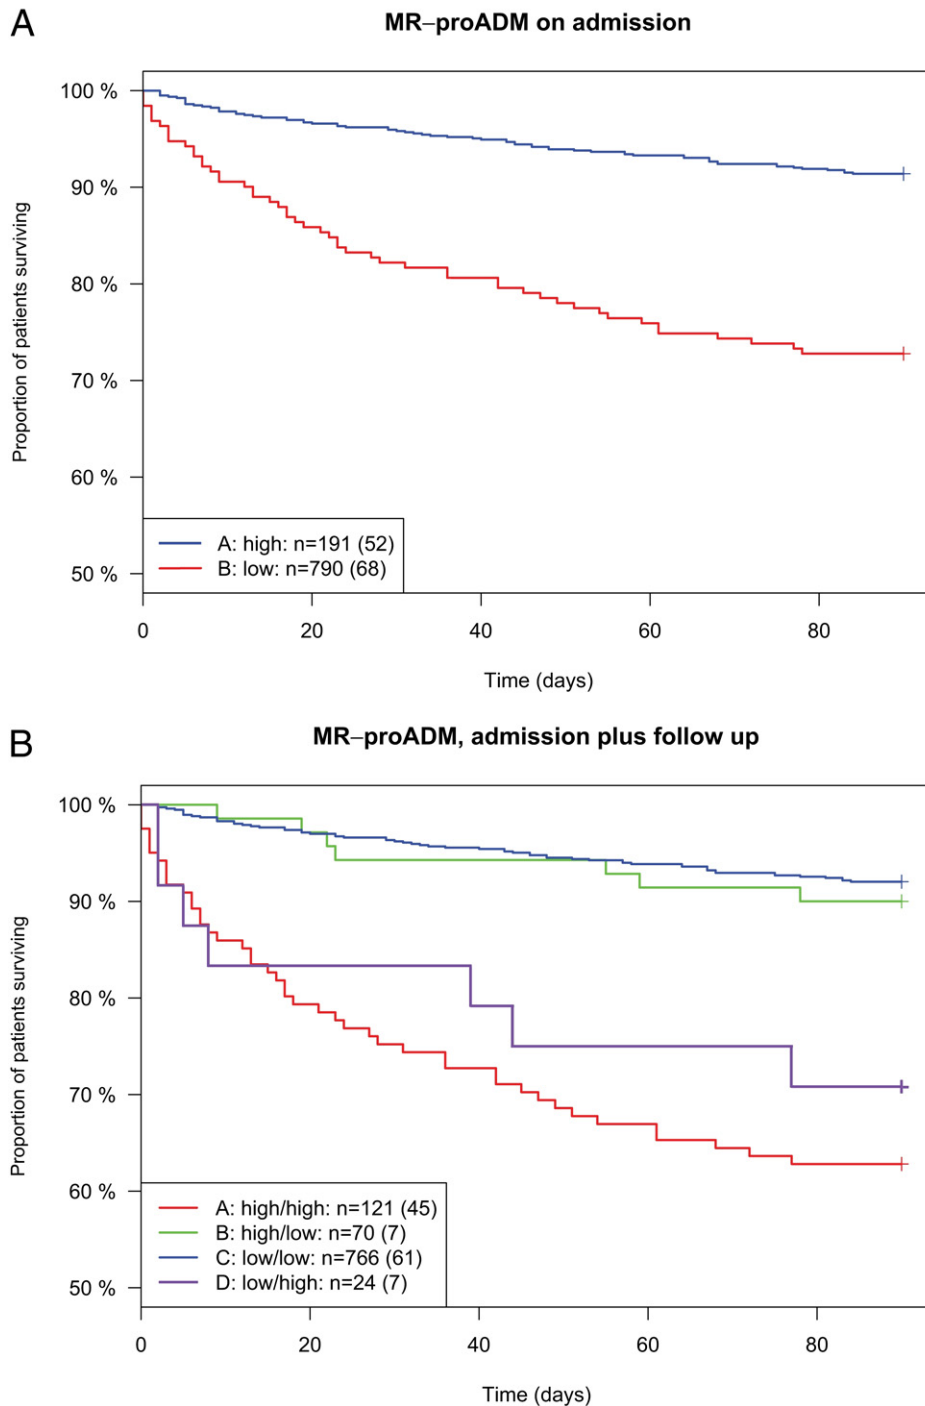 A
MR–proADM on admission
Proportion of patients surviving
100 %
90 %
80 %
70 %
60 %
50 %
A: high: n=191 (52)
B: low: n=790 (68)
0 20 40 60 80
Time (days)
B
MR–proADM, admission plus follow up
Proportion of patients surviving
100 %
90 %
80 %
70 %
60 %
50 %
A: high/high: n=121 (45)
B: high/low: n=70 (7)
C: low/low: n=766 (61)
D: low/high: n=24 (7)
0 20 40 60 80
Time (days)